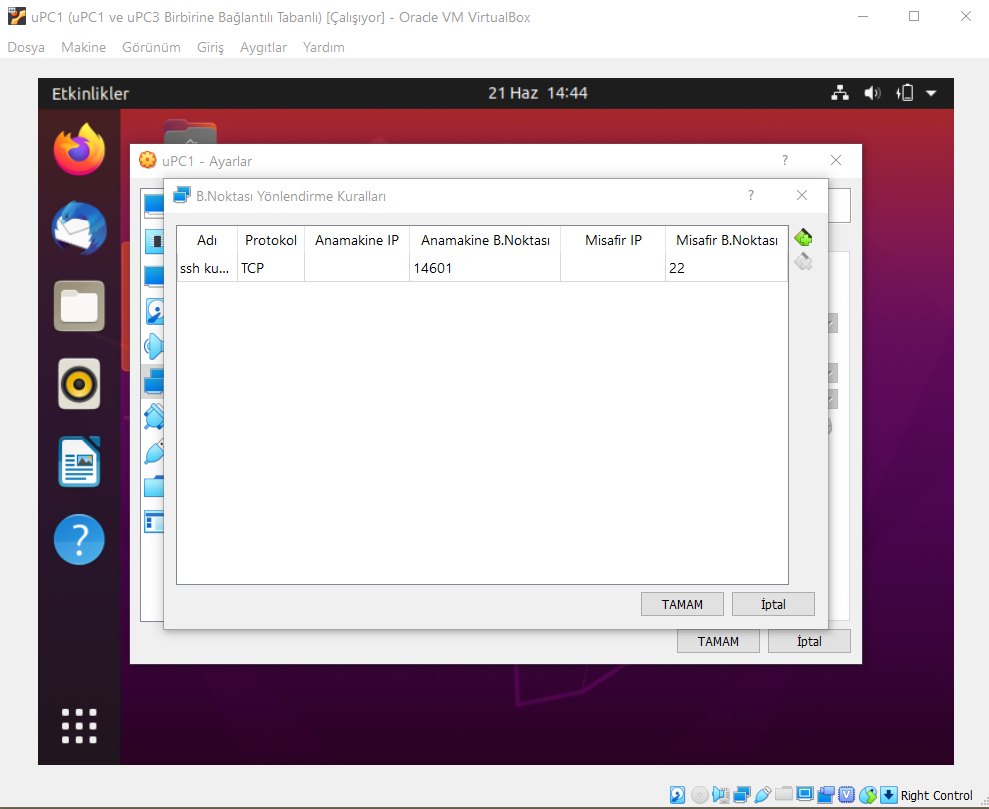 uPC1 (uPC1 ve uPC3 Birbirine Bağlantılı Tabanlı) [Çalışıyor] - Oracle VM VirtualBox
Dosya Makine Görünüm Giriş Aygıtlar Yardım
Etkinlikler 21 Haz 14:44
uPC1 - Ayarlar ?
B.Noktası Yönlendirme Kuralları ?
Adı Protokol Anamakine IP Anamakine B.Noktası Misafir IP Misafir B.Noktası
ssh ku... TCP 14601 22
TAMAM İptal
TAMAM İptal
Right Control